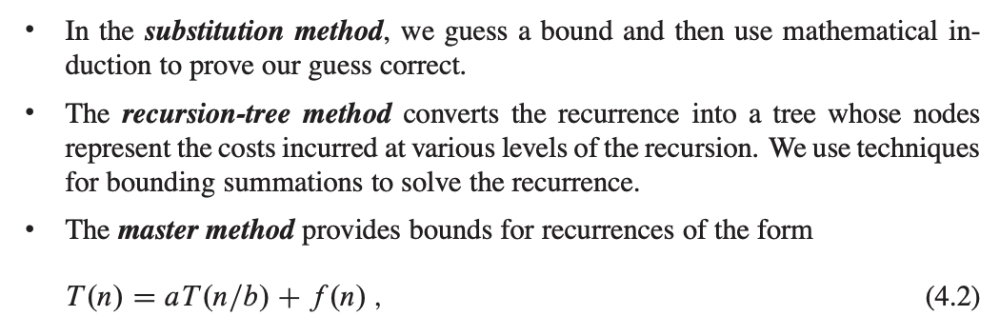 • In the substitution method, we guess a bound and then use mathematical in-
duction to prove our guess correct.
• The recursion-tree method converts the recurrence into a tree whose nodes
represent the costs incurred at various levels of the recursion. We use techniques
for bounding summations to solve the recurrence.
• The master method provides bounds for recurrences of the form
T(n) = aT(n/b) + f(n) , (4.2)